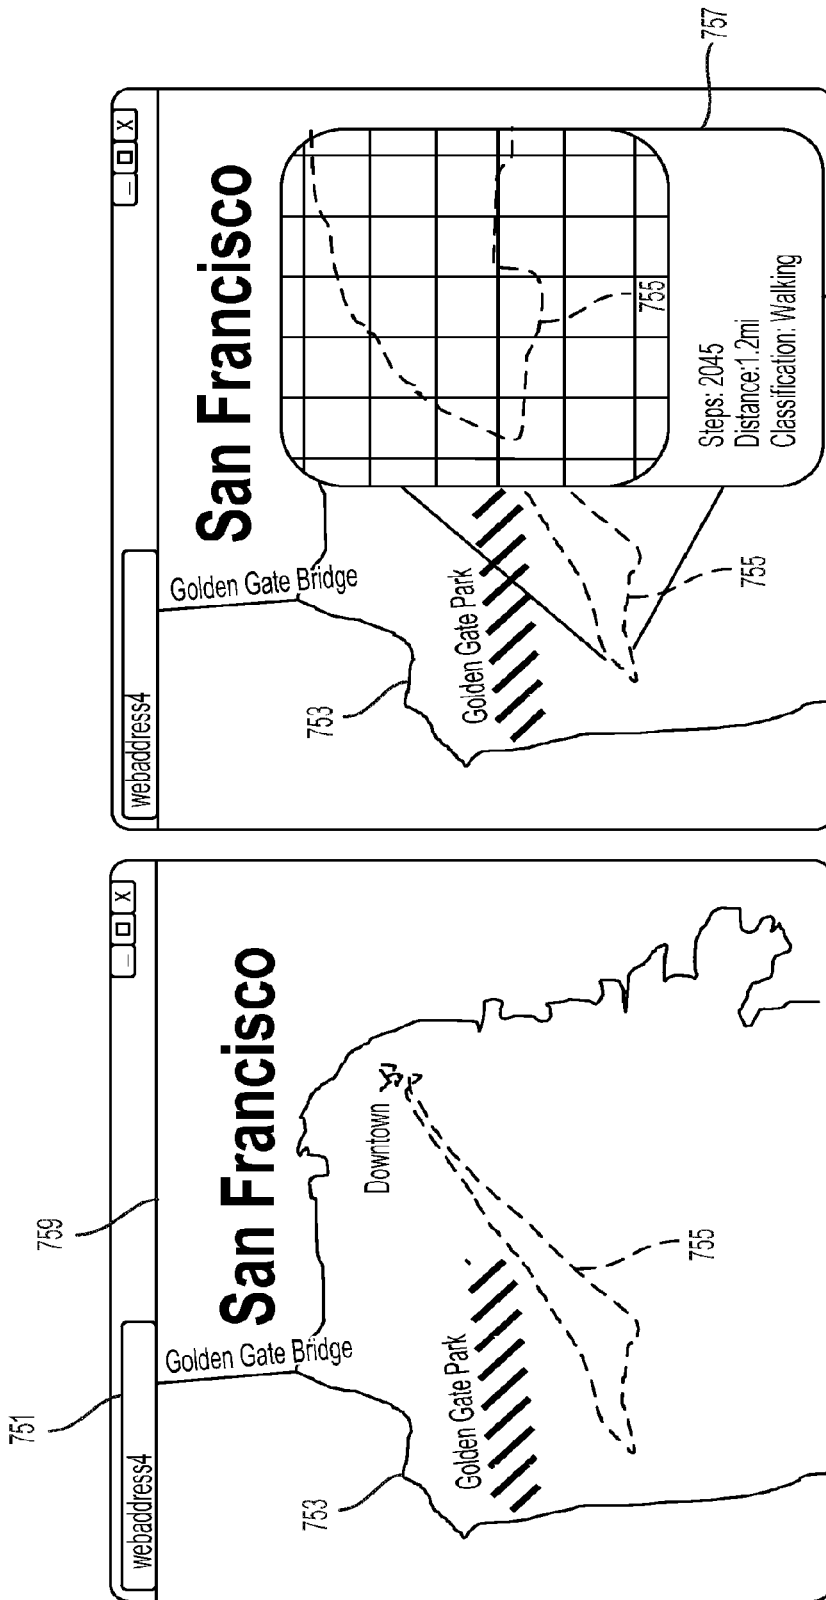 751
759
webaddress4
_ X
San Francisco
Golden Gate Bridge
753
Downtown
Golden Gate Park
755
webaddress4
_ X
San Francisco
Golden Gate Bridge
753
Golden Gate Park
755
755
Steps: 2045
Distance:1.2mi
Classification: Walking
757